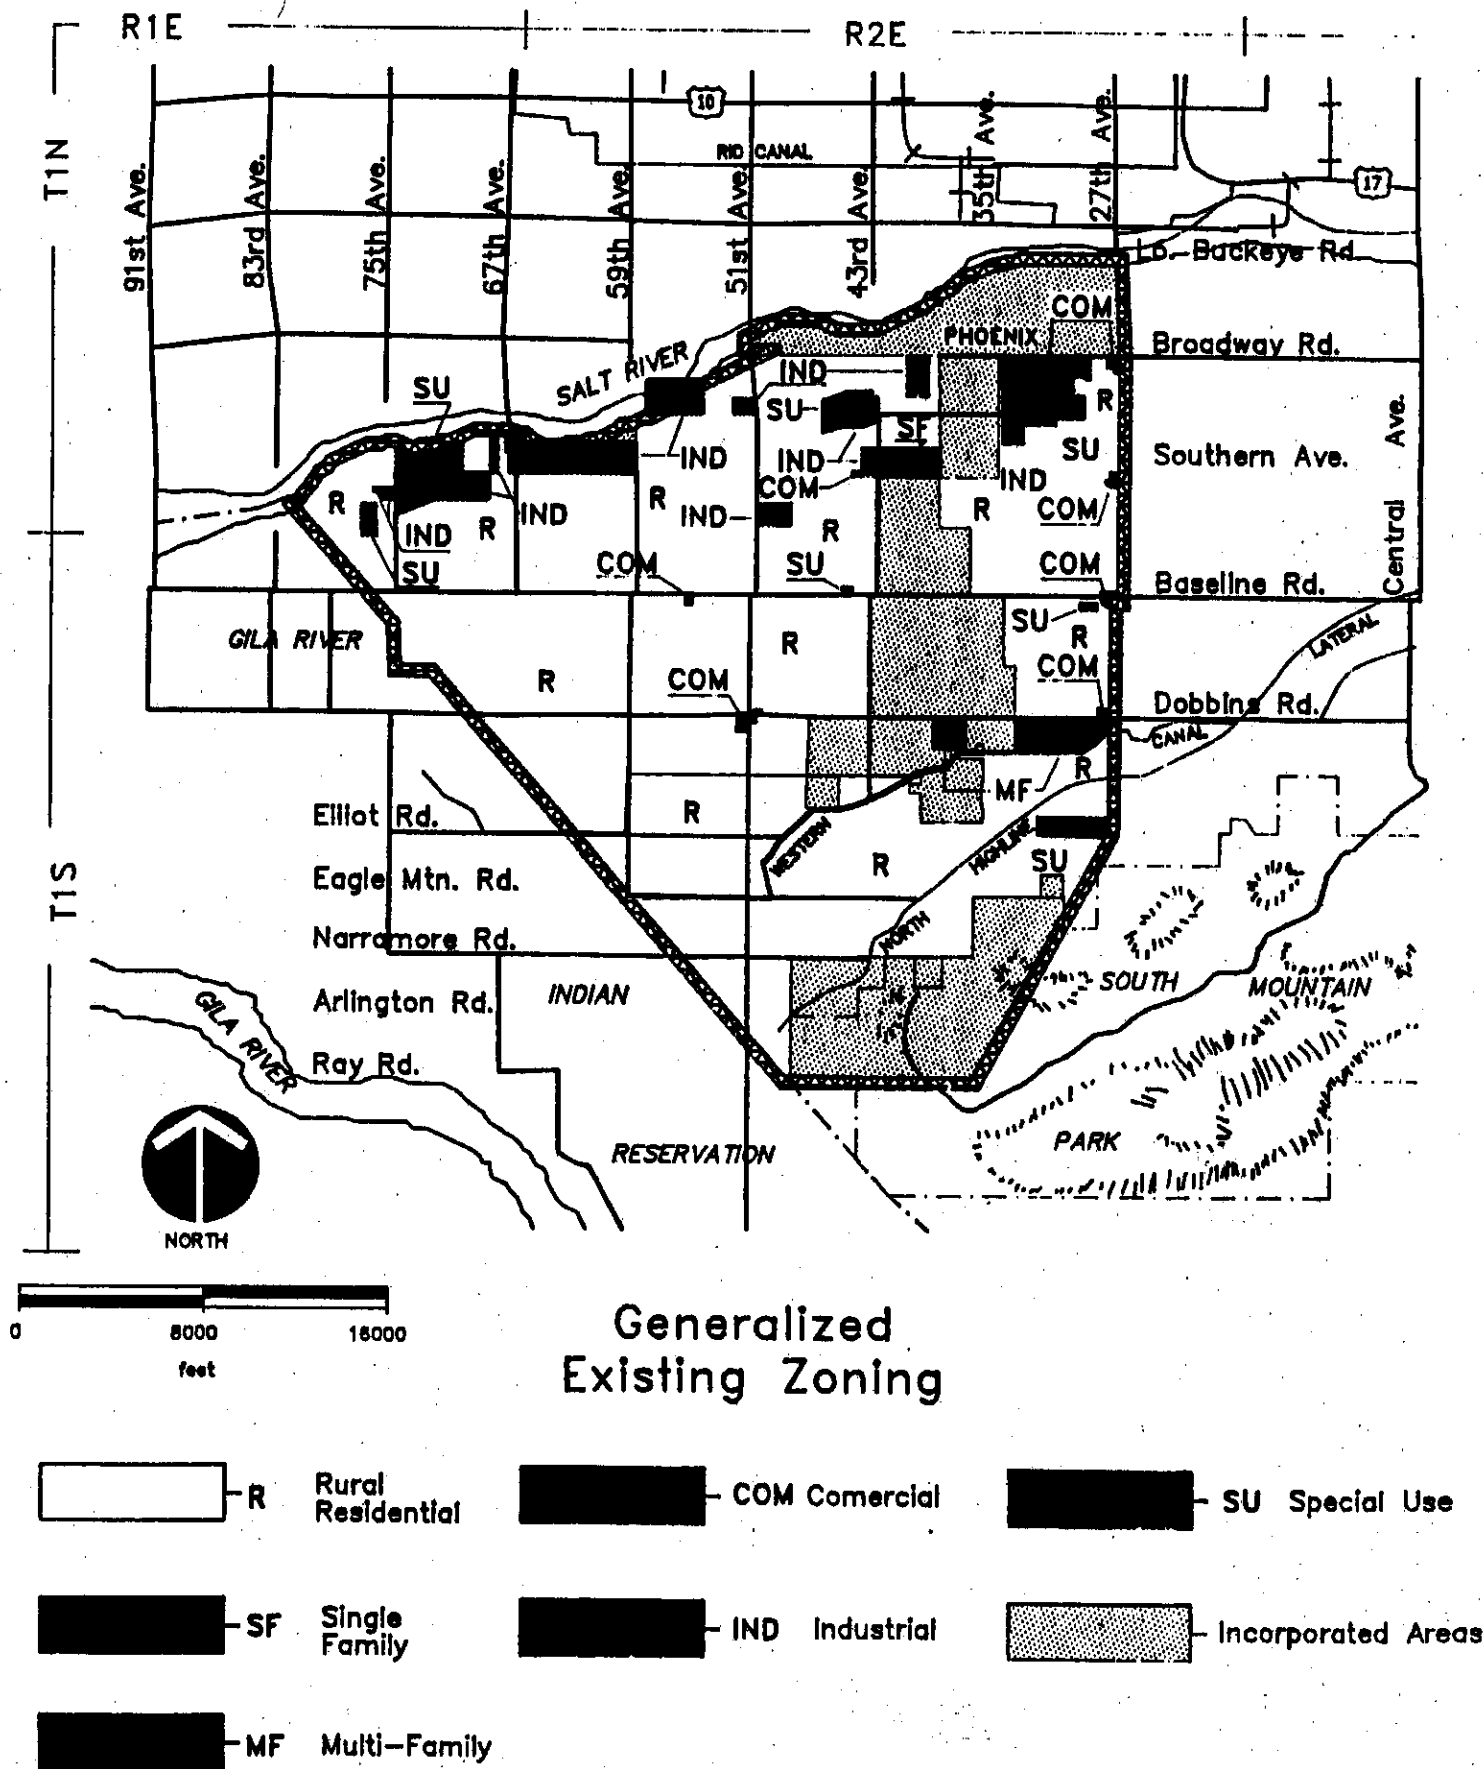 R1E
R2E
T1N
T1S
10
17
RID CANAL
91st Ave.
83rd Ave.
75th Ave.
67th Ave.
59th Ave.
51st Ave.
43rd Ave.
35th Ave.
27th Ave.
Central Ave.
Lo. Buckeye Rd.
COM
PHOENIX
Broadway Rd.
SALT RIVER
SU
IND
SU
R
SF
IND
SU
Southern Ave.
IND
COM
IND
COM
R
R
IND
R
IND
R
R
IND
SU
COM
SU
COM
Baseline Rd.
SU
GILA RIVER
R
R
R
LATERAL
COM
COM
Dobbins Rd.
CANAL
R
MF
Elliot Rd.
R
WESTERN
HIGHLINE
R
SU
Eagle Mtn. Rd.
Narramore Rd.
NORTH
INDIAN
SOUTH
MOUNTAIN
Arlington Rd.
GILA RIVER
Ray Rd.
RESERVATION
PARK
NORTH
0 8000 16000
feet
Generalized
Existing Zoning
R Rural
Residential
COM Comercial
SU Special Use
SF Single
Family
IND Industrial
Incorporated Areas
MF Multi-Family